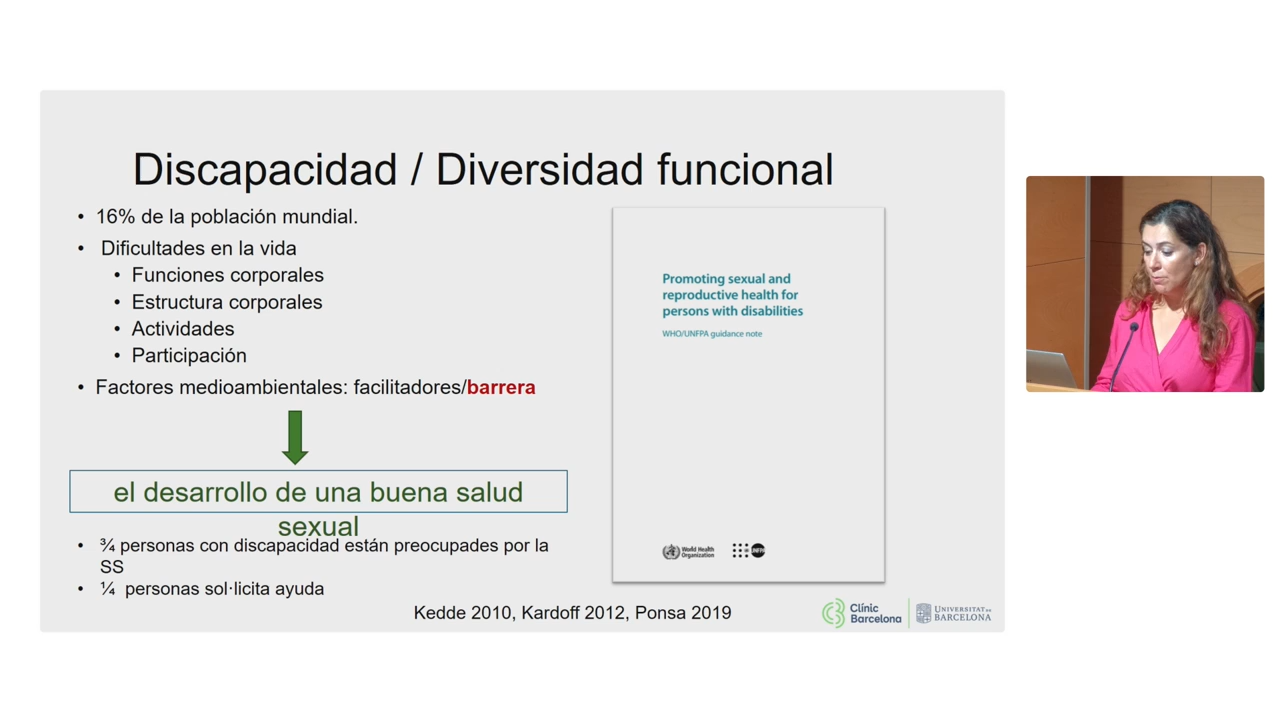 Discapacidad / Diversidad funcional
• 16% de la población mundial.
• Dificultades en la vida
• Funciones corporales
• Estructura corporales
• Actividades
• Participación
• Factores medioambientales: facilitadores/barrera
el desarrollo de una buena salud
sexual
• ¾ personas con discapacidad están preocupades por la
SS
• ¼ personas sol·licita ayuda
Kedde 2010, Kardoff 2012, Ponsa 2019
Promoting sexual and
reproductive health for
persons with disabilities
WHO/UNFPA guidance note
World Health
Organization
UNFPA
Clínic
Barcelona
UNIVERSITAT DE
BARCELONA